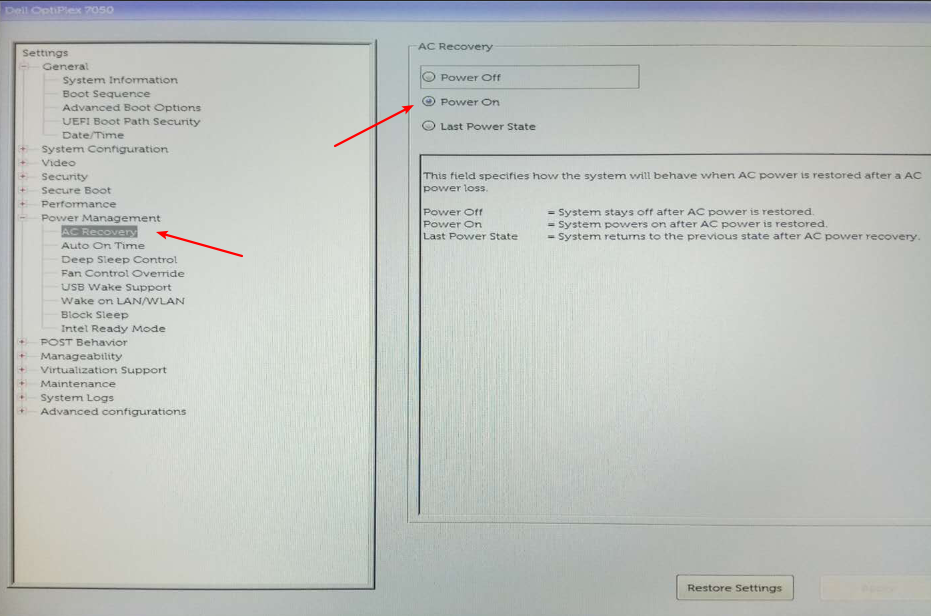 Dell OptiPlex 7050
Settings
General
System Information
Boot Sequence
Advanced Boot Options
UEFI Boot Path Security
Date/Time
System Configuration
Video
Security
Secure Boot
Performance
Power Management
AC Recovery
Auto On Time
Deep Sleep Control
Fan Control Override
USB Wake Support
Wake on LAN/WLAN
Block Sleep
Intel Ready Mode
POST Behavior
Manageability
Virtualization Support
Maintenance
System Logs
Advanced configurations
AC Recovery
Power Off
Power On
Last Power State
This field specifies how the system will behave when AC power is restored after a AC
power loss.
Power Off = System stays off after AC power is restored.
Power On = System powers on after AC power is restored.
Last Power State = System returns to the previous state after AC power recovery.
Restore Settings